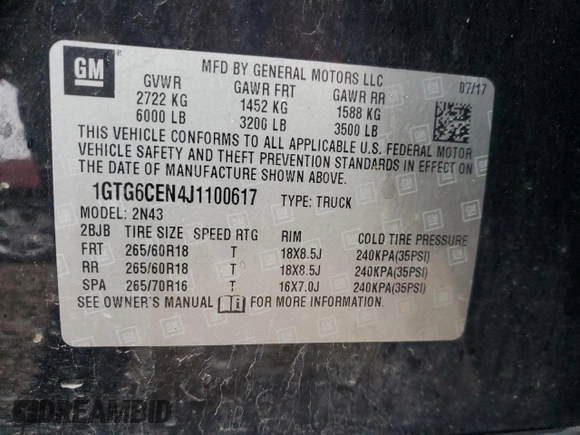 GM
MFD BY GENERAL MOTORS LLC
07/17
GVWR GAWR FRT GAWR RR
2722 KG 1452 KG 1588 KG
6000 LB 3200 LB 3500 LB
THIS VEHICLE CONFORMS TO ALL APPLICABLE U.S. FEDERAL MOTOR
VEHICLE SAFETY AND THEFT PREVENTION STANDARDS IN EFFECT ON
THE DATE OF MANUFACTURE SHOWN ABOVE.
1GTG6CEN4J1100617 TYPE: TRUCK
MODEL: 2N43
2BJB TIRE SIZE SPEED RTG RIM COLD TIRE PRESSURE
FRT 265/60R18 T 18X8.5J 240KPA(35PSI)
RR 265/60R18 T 18X8.5J 240KPA(35PSI)
SPA 265/70R16 T 16X7.0J 240KPA(35PSI)
SEE OWNER'S MANUAL FOR MORE INFORMATION.
DREAMBID